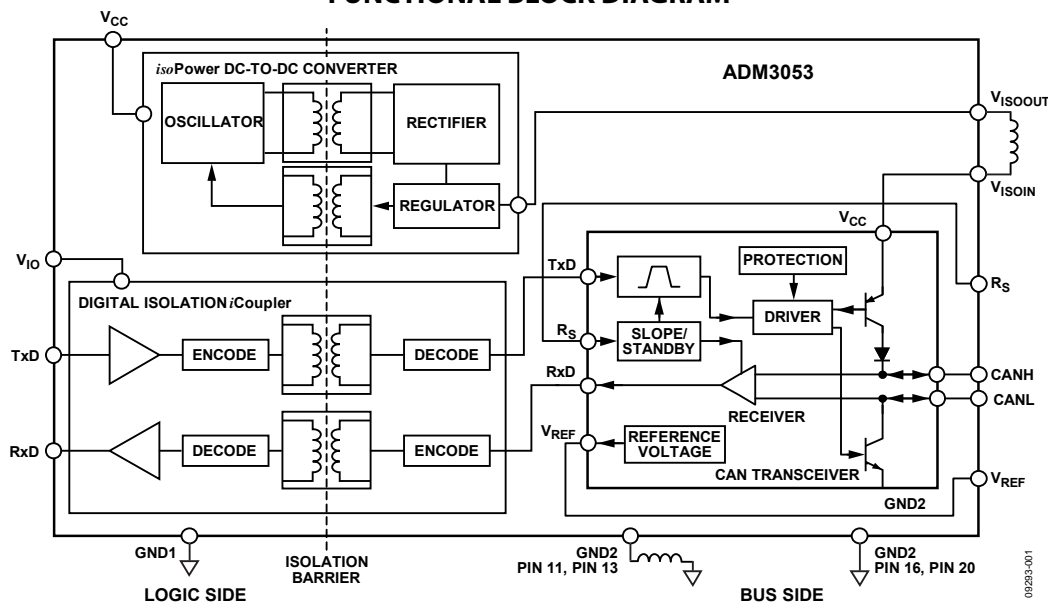 FUNCTIONAL BLOCK DIAGRAM
VCC
isoPower DC-TO-DC CONVERTER
ADM3053
OSCILLATOR
RECTIFIER
REGULATOR
VISOOUT
VISOIN
VCC
VIO
DIGITAL ISOLATION iCoupler
TxD
PROTECTION
DRIVER
RS
RS
SLOPE/
STANDBY
TxD
ENCODE
DECODE
RxD
CANH
CANL
RECEIVER
RxD
DECODE
ENCODE
VREF
REFERENCE
VOLTAGE
CAN TRANSCEIVER
VREF
GND2
GND1
ISOLATION
BARRIER
GND2
PIN 11, PIN 13
GND2
PIN 16, PIN 20
LOGIC SIDE
BUS SIDE
09293-001